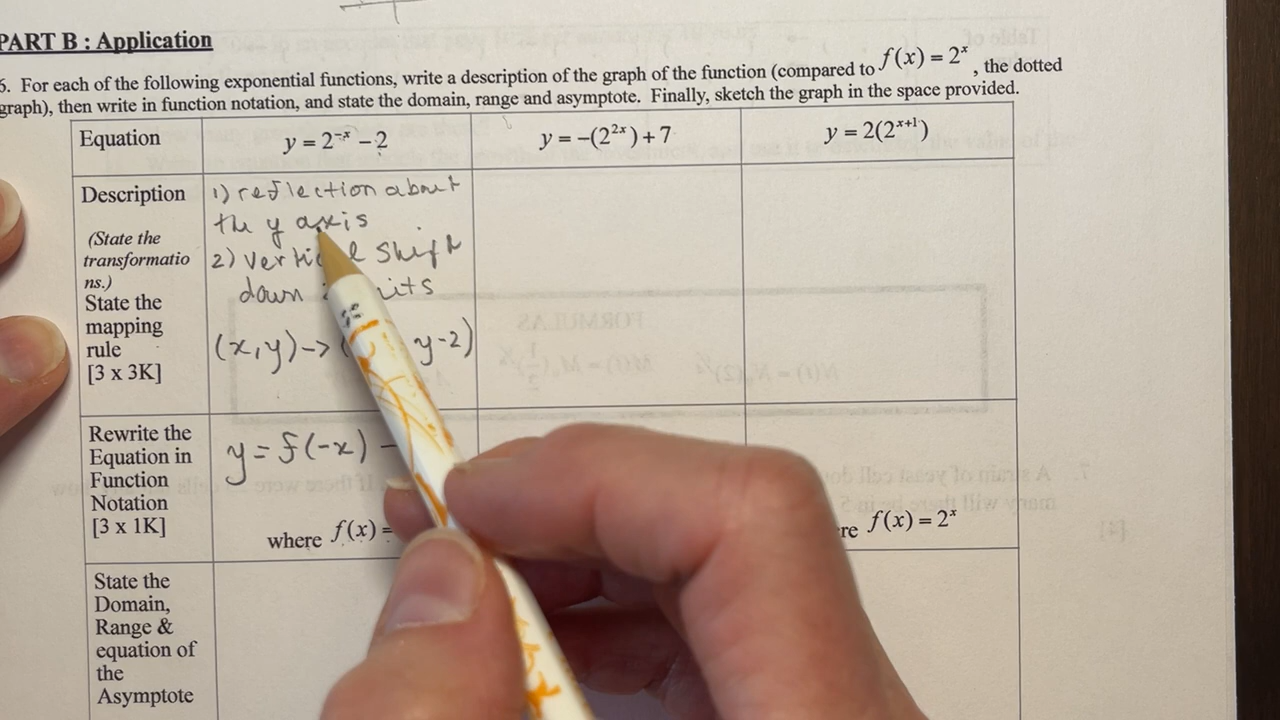 PART B : Application
6. For each of the following exponential functions, write a description of the graph of the function (compared to f(x) = 2ˣ , the dotted
graph), then write in function notation, and state the domain, range and asymptote. Finally, sketch the graph in the space provided.
Equation y = 2⁻ˣ − 2 y = −(2²ˣ) + 7 y = 2(2ˣ⁺¹)
Description
(State the
transformatio
ns.)
State the
mapping
rule
[3 x 3K]
1) reflection about
the y axis
2) vertical shift
down units
(x,y) -> ( y-2)
Rewrite the
Equation in
Function
Notation
[3 x 1K]
y = f(-x) -
where f(x) =
f(x) = 2ˣ
State the
Domain,
Range &
equation of
the
Asymptote